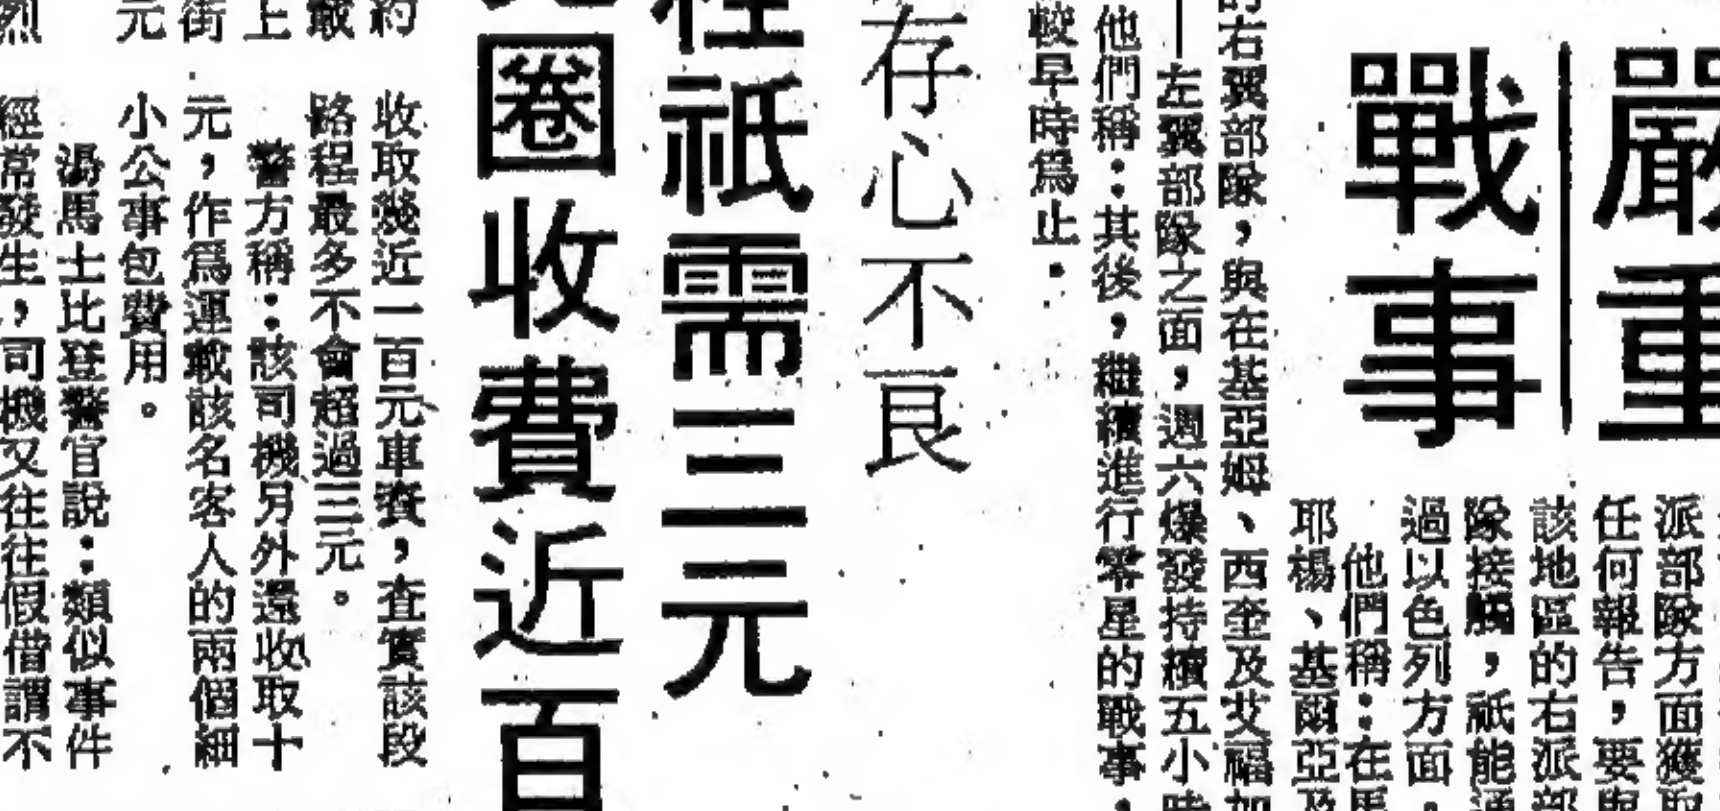 嚴重
戰事
派部隊方面獲
任何報告，要與
該地區的右派部
隊接觸，祇能通
過以色列方面。
他們稱：在馬
耶楊、基爾亞及
的右翼部隊，與在基亞姆、西奎及艾福加
—左翼部隊之面，週六爆發持續五小時
他們稱：其後，繼續進行零星的戰事，
較早時爲止。
存心不良
程祇需三元
圈收費近百
約 收取幾近一百元車資，查實該段
載 路程最多不會超過三元。
上 警方稱：該司機另外還收取十
街 元，作爲運載該名客人的兩個細
元 小公事包費用。
湯馬士比登警官說：類似事件
烈 經常發生，司機又往往假借謂不